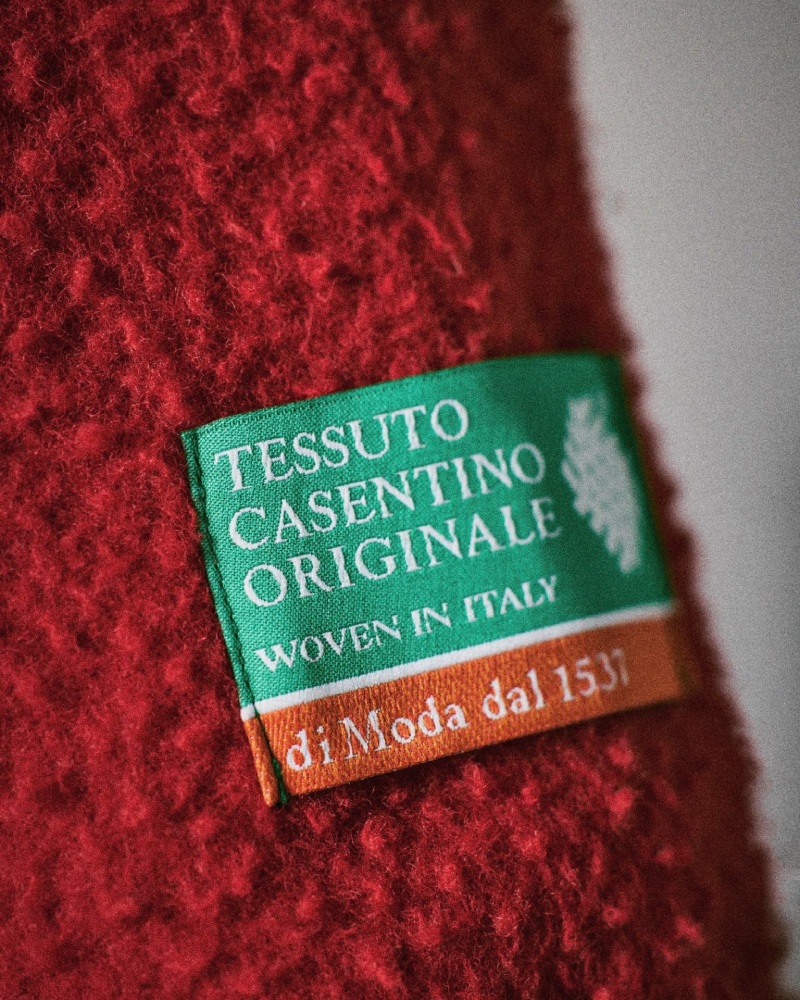 TESSUTO
CASENTINO
ORIGINALE
WOVEN IN ITALY
di Moda dal 1537